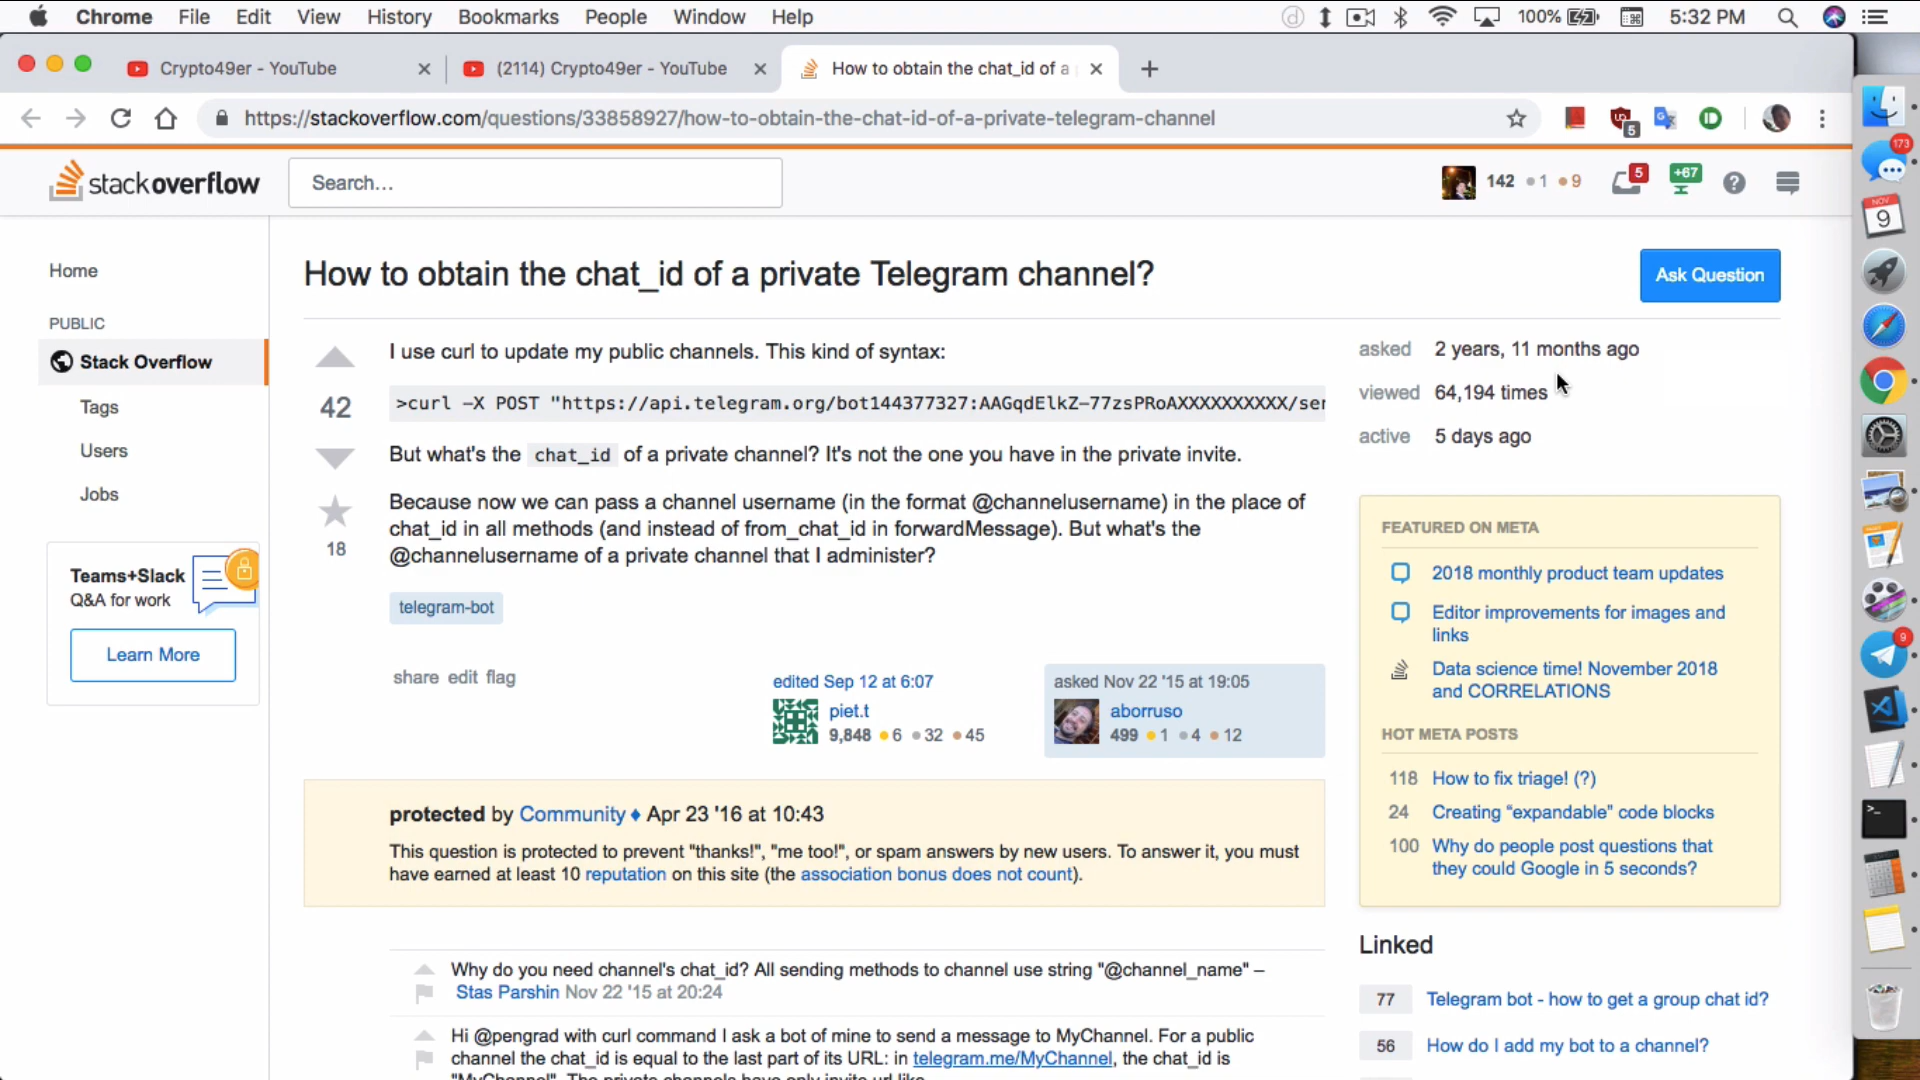 Chrome File Edit View History Bookmarks People Window Help 100% 5:32 PM
Crypto49er - YouTube
(2114) Crypto49er - YouTube
How to obtain the chat_id of a
https://stackoverflow.com/questions/33858927/how-to-obtain-the-chat-id-of-a-private-telegram-channel
5
stackoverflow
Search…
142 1 9
5
+67
?
Home
PUBLIC
Stack Overflow
Tags
Users
Jobs
Teams+Slack
Q&A for work
Learn More
How to obtain the chat_id of a private Telegram channel?
Ask Question
42
18
I use curl to update my public channels. This kind of syntax:
>curl -X POST "https://api.telegram.org/bot144377327:AAGqdElkZ-77zsPRoAXXXXXXXXXX/ser
But what's the chat_id of a private channel? It's not the one you have in the private invite.
Because now we can pass a channel username (in the format @channelusername) in the place of
chat_id in all methods (and instead of from_chat_id in forwardMessage). But what's the
@channelusername of a private channel that I administer?
telegram-bot
share edit flag
edited Sep 12 at 6:07
piet.t
9,848 6 32 45
asked Nov 22 '15 at 19:05
aborruso
499 1 4 12
protected by Community ♦ Apr 23 '16 at 10:43
This question is protected to prevent "thanks!", "me too!", or spam answers by new users. To answer it, you must
have earned at least 10 reputation on this site (the association bonus does not count).
Why do you need channel's chat_id? All sending methods to channel use string "@channel_name" –
Stas Parshin Nov 22 '15 at 20:24
Hi @pengrad with curl command I ask a bot of mine to send a message to MyChannel. For a public
channel the chat_id is equal to the last part of its URL: in telegram.me/MyChannel, the chat_id is
"MyChannel". The private channels have only invite url like
asked 2 years, 11 months ago
viewed 64,194 times
active 5 days ago
FEATURED ON META
2018 monthly product team updates
Editor improvements for images and
links
Data science time! November 2018
and CORRELATIONS
HOT META POSTS
118 How to fix triage! (?)
24 Creating “expandable” code blocks
100 Why do people post questions that
they could Google in 5 seconds?
Linked
77 Telegram bot - how to get a group chat id?
56 How do I add my bot to a channel?
173
NOV
9
9